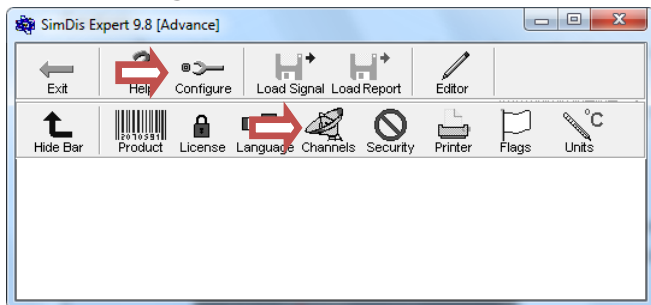 SimDis Expert 9.8 [Advance]
Exit Help Configure Load Signal Load Report Editor
Hide Bar Product License Language Channels Security Printer Flags Units